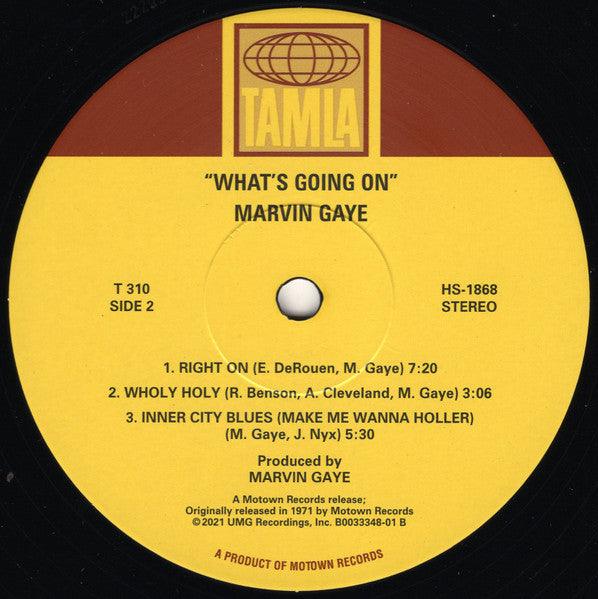 TAMLA
"WHAT'S GOING ON"
MARVIN GAYE
T 310
SIDE 2
HS-1868
STEREO
1. RIGHT ON (E. DeROUEN, M. GAYE) 7:20
2. WHOLY HOLY (R. BENSON, A. CLEVELAND, M. GAYE) 3:06
3. INNER CITY BLUES (MAKE ME WANNA HOLLER)
(M. GAYE, J. NYX) 5:30
Produced by
MARVIN GAYE
A Motown Records release;
Originally released in 1971 by Motown Records
©2021 UMG Recordings, Inc. B0033348-01 B
A PRODUCT OF MOTOWN RECORDS